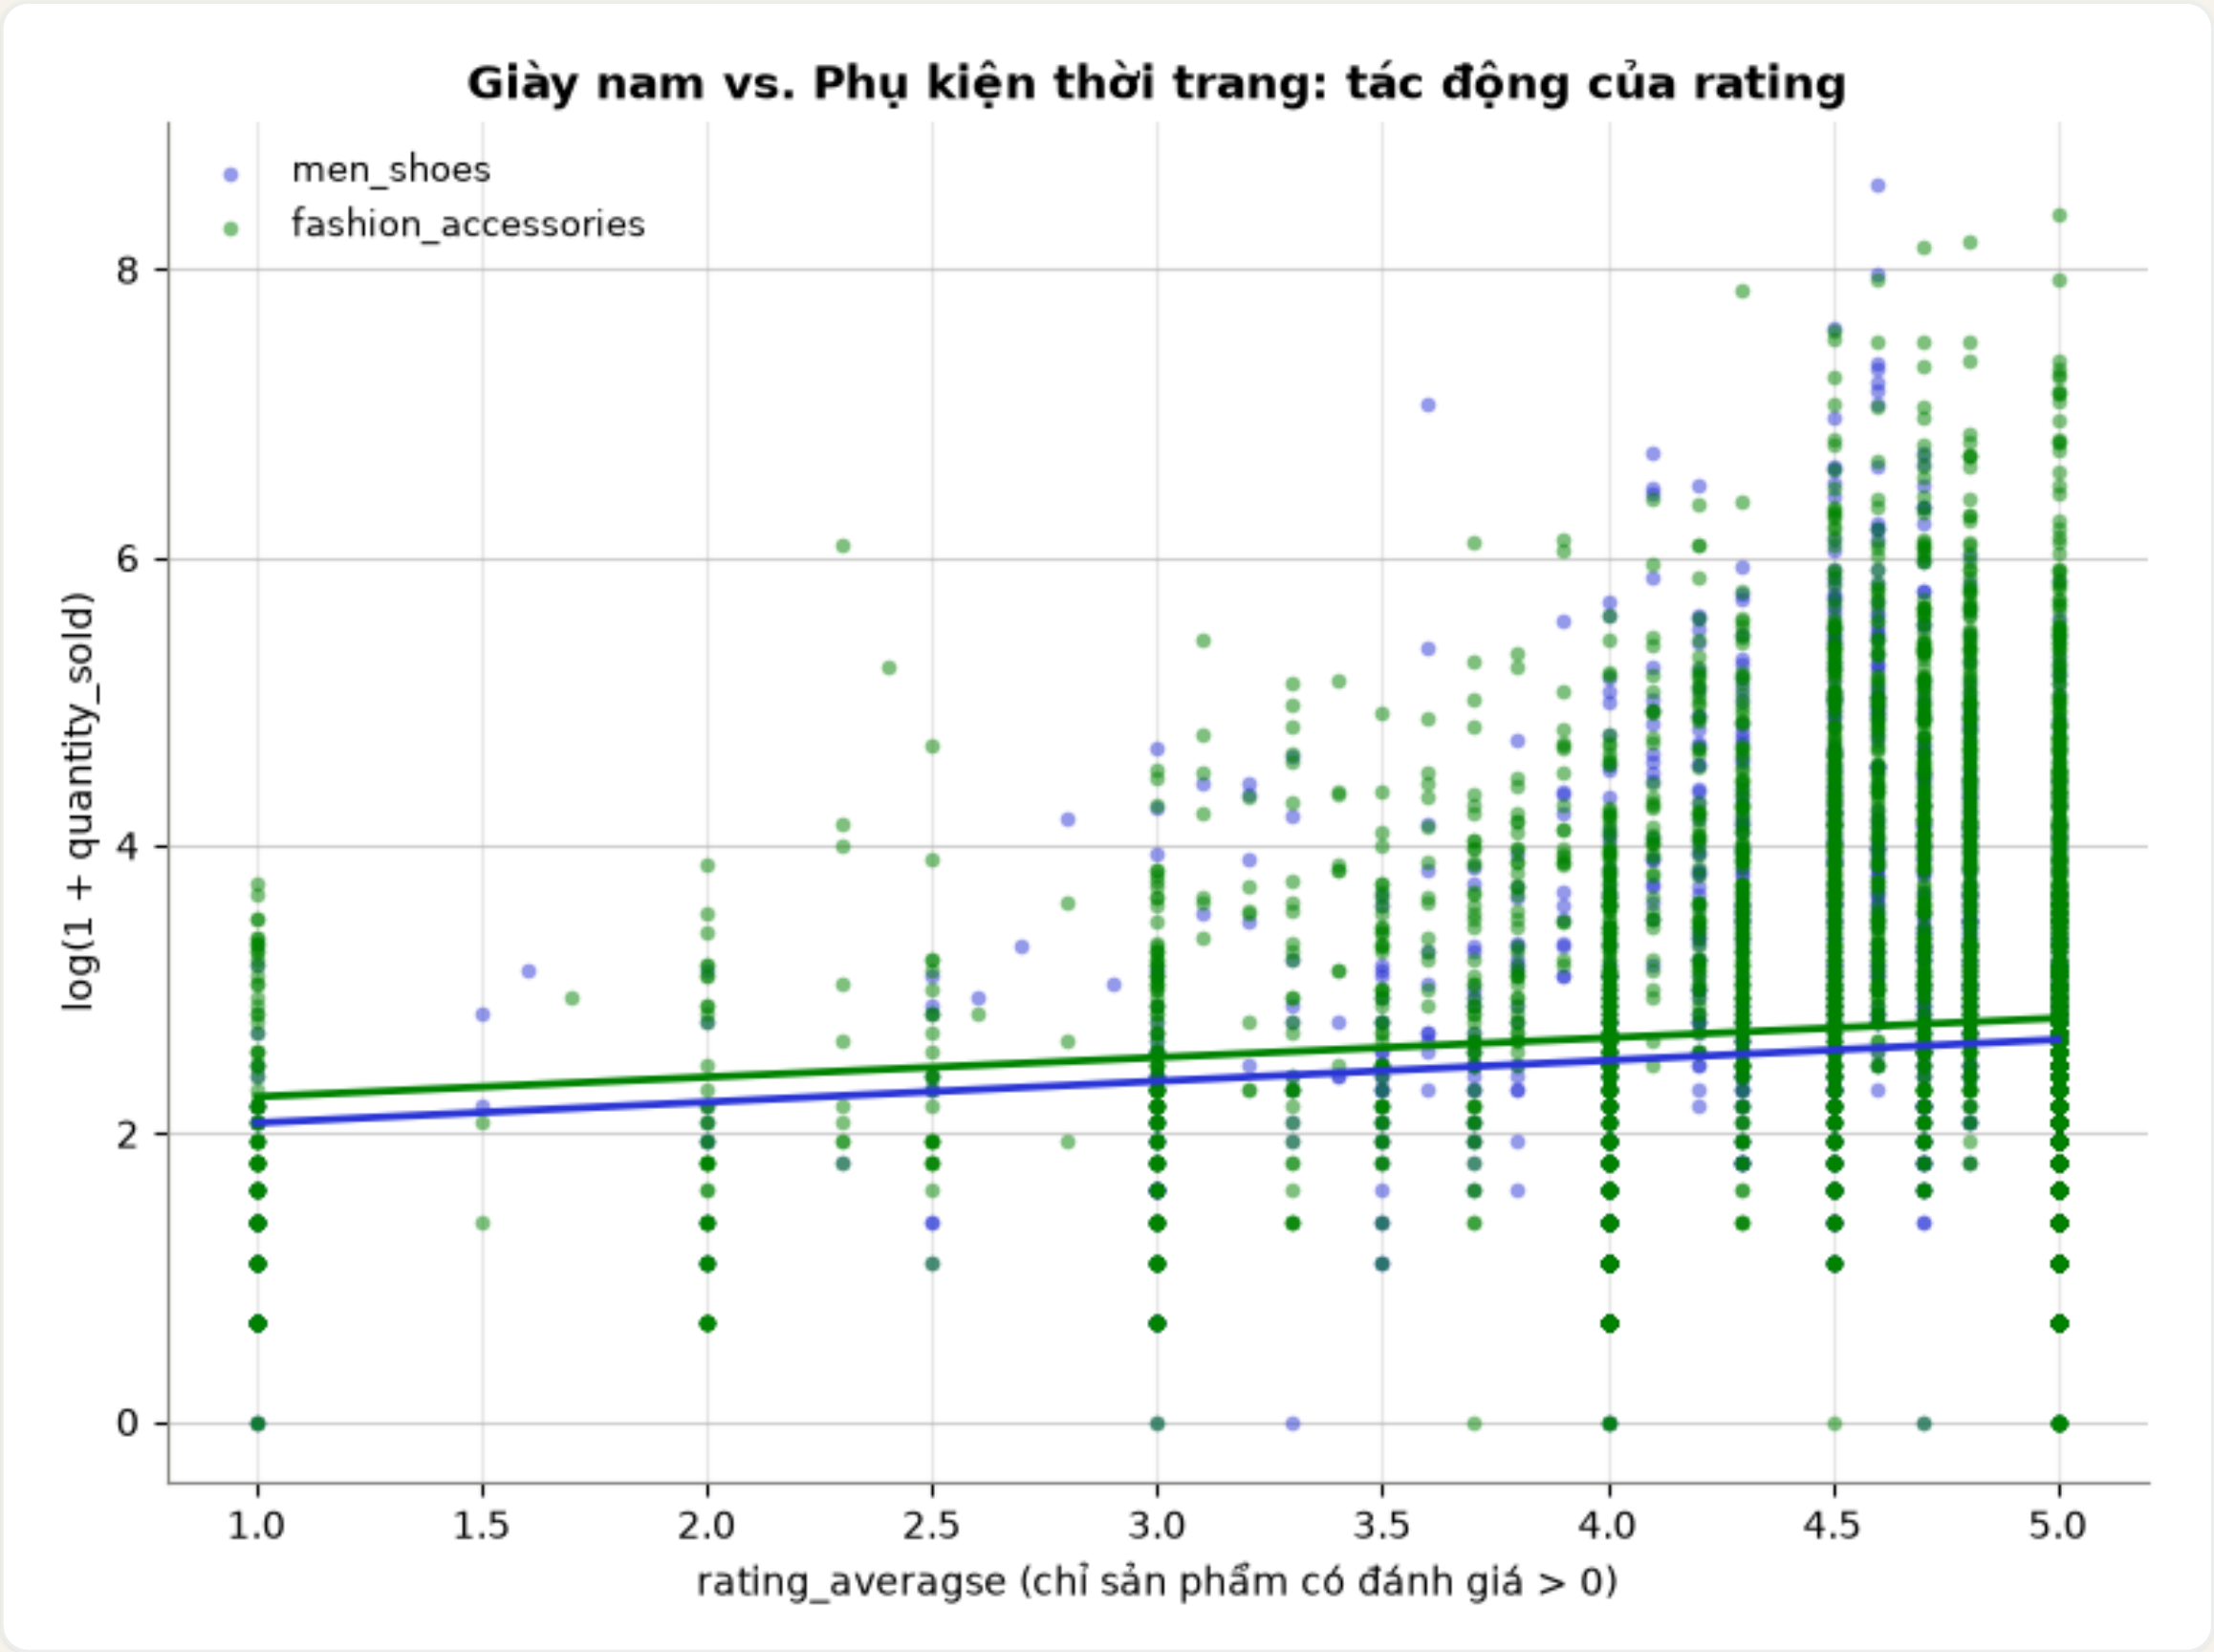 Giày nam vs. Phụ kiện thời trang: tác động của rating
men_shoes
fashion_accessories
log(1 + quantity_sold)
8
6
4
2
0
1.0 1.5 2.0 2.5 3.0 3.5 4.0 4.5 5.0
rating_averagse (chỉ sản phẩm có đánh giá > 0)